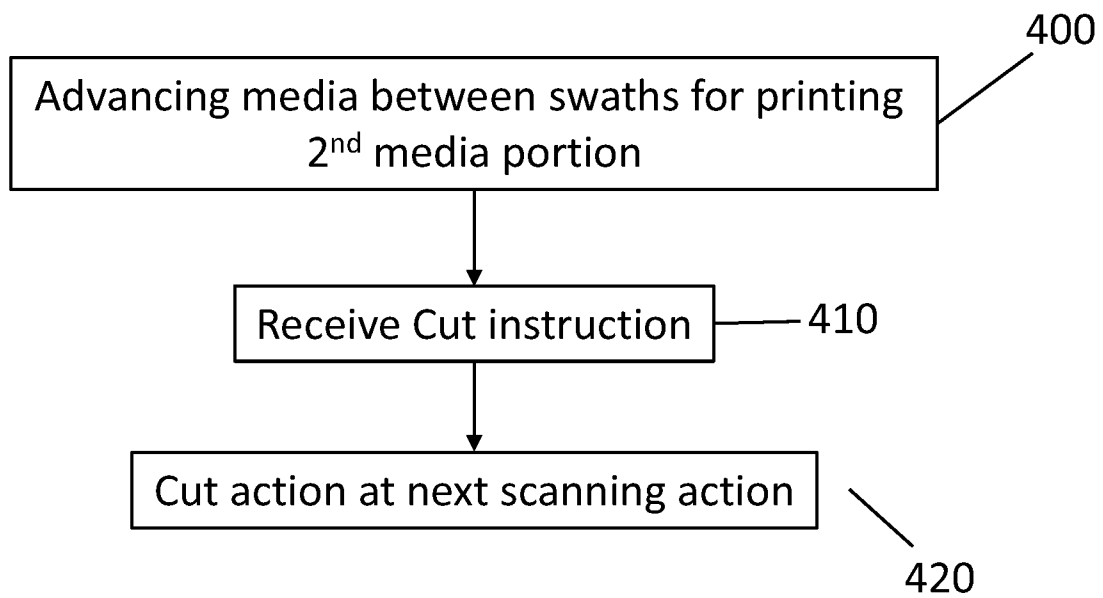 400
Advancing media between swaths for printing
2nd media portion
Receive Cut instruction
410
Cut action at next scanning action
420